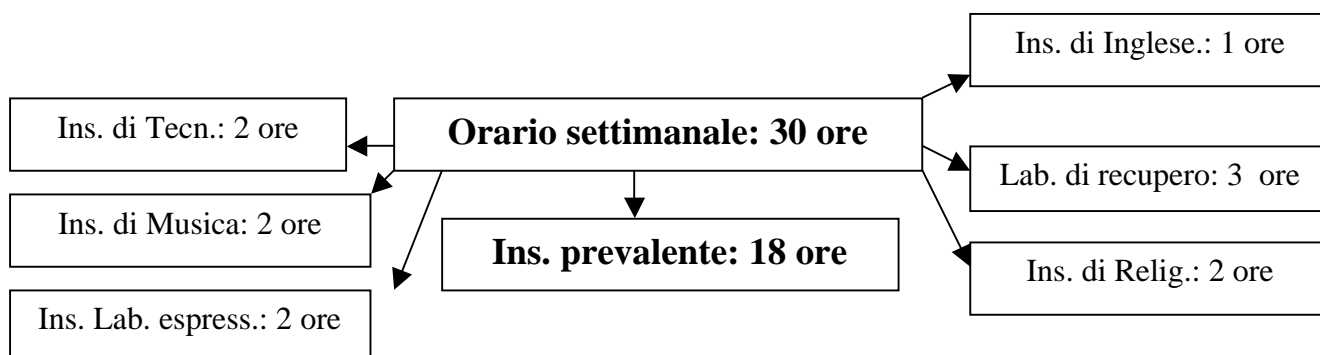 Ins. di Inglese.: 1 ore
Ins. di Tecn.: 2 ore
Orario settimanale: 30 ore
Lab. di recupero: 3 ore
Ins. di Musica: 2 ore
Ins. prevalente: 18 ore
Ins. di Relig.: 2 ore
Ins. Lab. espress.: 2 ore